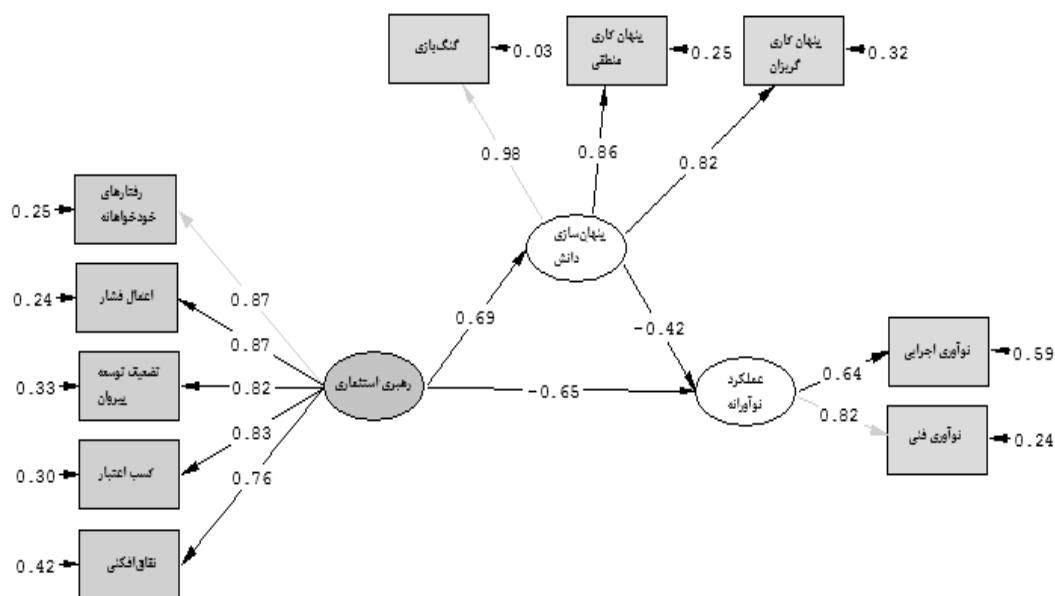 گنگ‌بازی
0.03
پنهان کاری
منطقی
0.25
پنهان کاری
گریزان
0.32
0.98
0.86
0.82
رفتارهای
خودخواهانه
0.25
پنهان‌سازی
دانش
اعمال فشار
0.24
0.87
0.87
0.69
-0.42
نوآوری اجرایی
0.59
تضعیف توسعه
پیروان
0.33
0.82
رهبری استثماری
-0.65
عملکرد
نوآورانه
0.64
0.82
نوآوری فنی
0.24
کسب اعتبار
0.30
0.83
0.76
نفاق‌افکنی
0.42